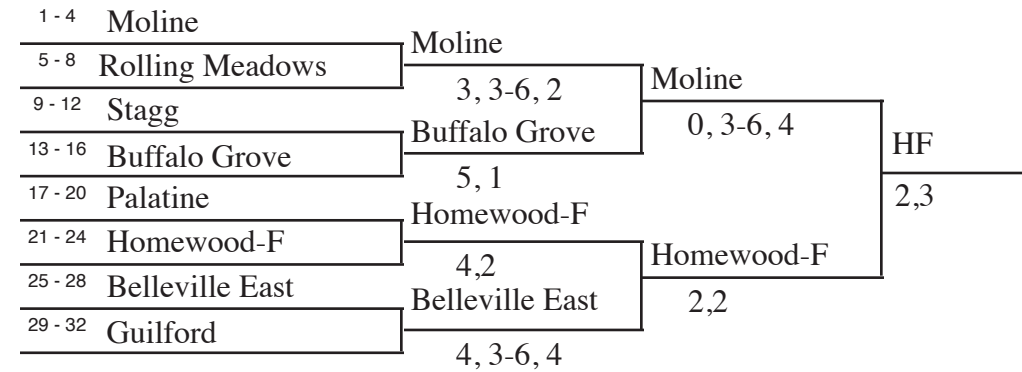 1 - 4 Moline
5 - 8 Rolling Meadows
9 - 12 Stagg
13 - 16 Buffalo Grove
17 - 20 Palatine
21 - 24 Homewood-F
25 - 28 Belleville East
29 - 32 Guilford
Moline
3, 3-6, 2
Buffalo Grove
5, 1
Homewood-F
4,2
Belleville East
4, 3-6, 4
Moline
0, 3-6, 4
Homewood-F
2,2
HF
2,3